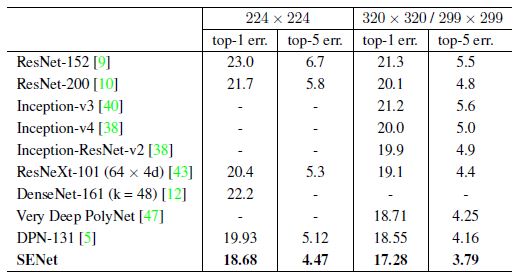 224 × 224 320 × 320 / 299 × 299
top-1 err. top-5 err. top-1 err. top-5 err.
ResNet-152 [9] 23.0 6.7 21.3 5.5
ResNet-200 [10] 21.7 5.8 20.1 4.8
Inception-v3 [40] - - 21.2 5.6
Inception-v4 [38] - - 20.0 5.0
Inception-ResNet-v2 [38] - - 19.9 4.9
ResNeXt-101 (64 × 4d) [43] 20.4 5.3 19.1 4.4
DenseNet-161 (k = 48) [12] 22.2 - - -
Very Deep PolyNet [47] - - 18.71 4.25
DPN-131 [5] 19.93 5.12 18.55 4.16
SENet 18.68 4.47 17.28 3.79